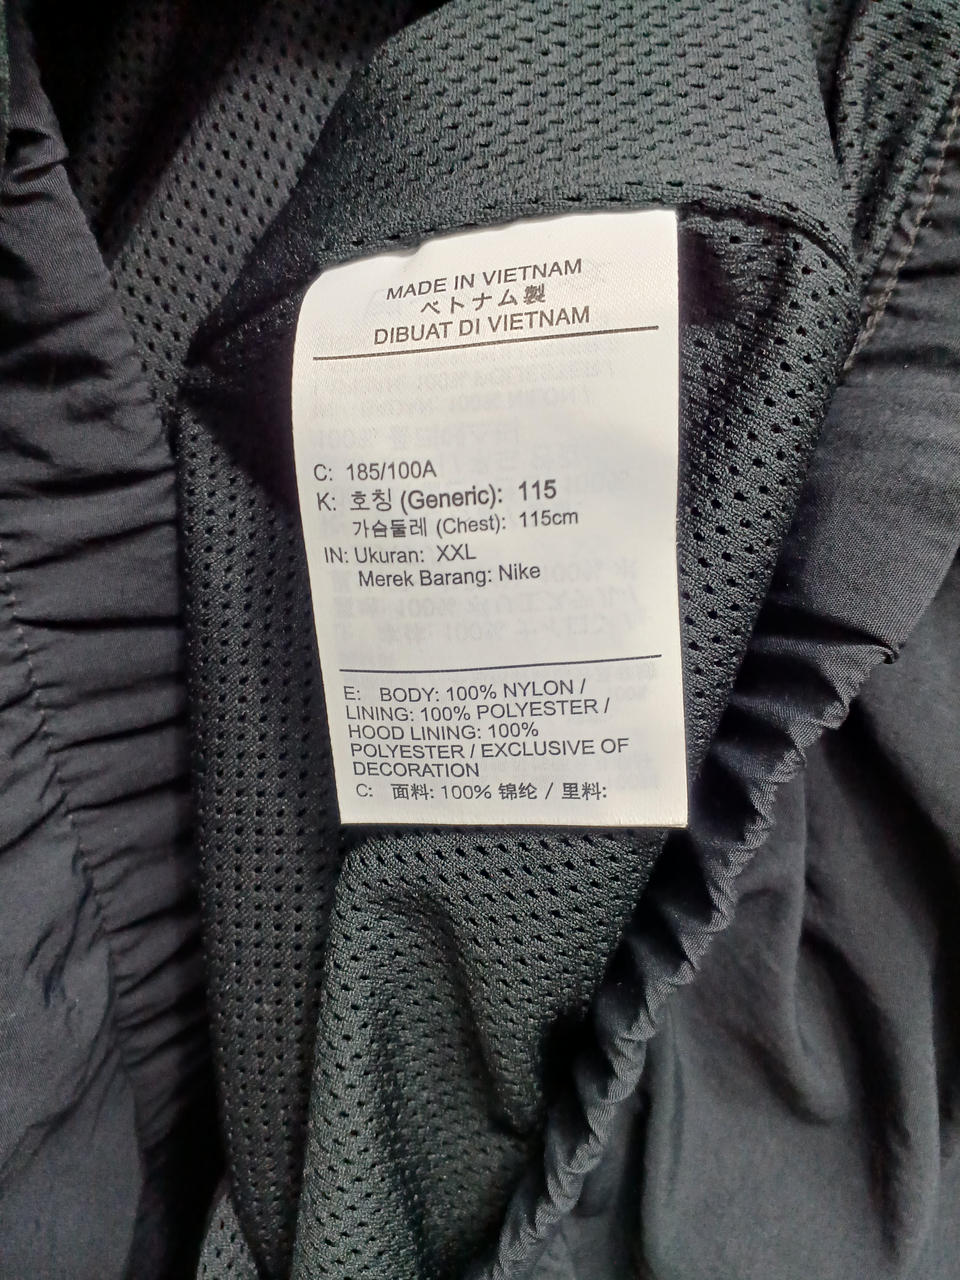 MADE IN VIETNAM
ベトナム製
DIBUAT DI VIETNAM
C: 185/100A
K: 호칭 (Generic): 115
가슴둘레 (Chest): 115cm
IN: Ukuran: XXL
Merek Barang: Nike
E: BODY: 100% NYLON /
LINING: 100% POLYESTER /
HOOD LINING: 100%
POLYESTER / EXCLUSIVE OF
DECORATION
C: 面料: 100% 锦纶 / 里料: